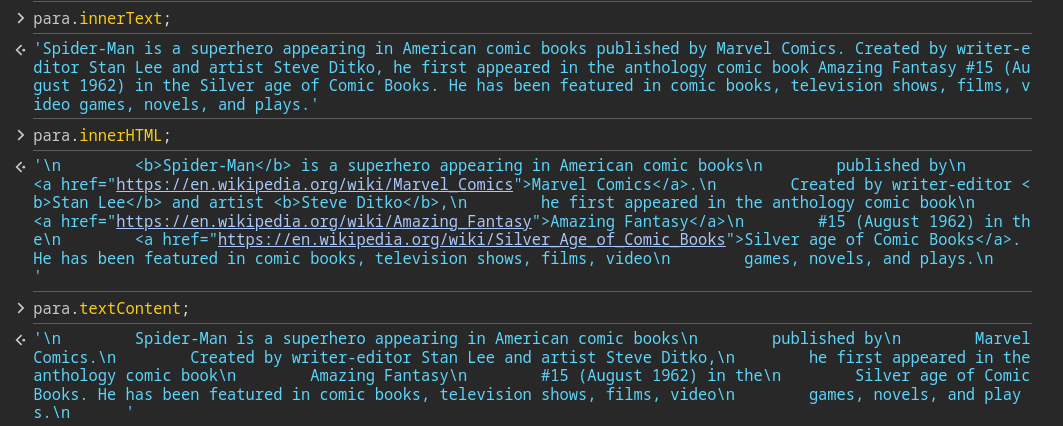 para.innerText;
'Spider-Man is a superhero appearing in American comic books published by Marvel Comics. Created by writer-e
ditor Stan Lee and artist Steve Ditko, he first appeared in the anthology comic book Amazing Fantasy #15 (Au
gust 1962) in the Silver age of Comic Books. He has been featured in comic books, television shows, films, v
ideo games, novels, and plays.'
para.innerHTML;
'\n        <b>Spider-Man</b> is a superhero appearing in American comic books\n        published by\n
<a href="https://en.wikipedia.org/wiki/Marvel_Comics">Marvel Comics</a>.\n        Created by writer-editor <
b>Stan Lee</b> and artist <b>Steve Ditko</b>,\n        he first appeared in the anthology comic book\n
<a href="https://en.wikipedia.org/wiki/Amazing_Fantasy">Amazing Fantasy</a>\n        #15 (August 1962) in th
e\n        <a href="https://en.wikipedia.org/wiki/Silver_Age_of_Comic_Books">Silver age of Comic Books</a>.
He has been featured in comic books, television shows, films, video\n        games, novels, and plays.\n
'
para.textContent;
'\n        Spider-Man is a superhero appearing in American comic books\n        published by\n        Marvel
Comics.\n        Created by writer-editor Stan Lee and artist Steve Ditko,\n        he first appeared in the
anthology comic book\n        Amazing Fantasy\n        #15 (August 1962) in the\n        Silver age of Comic
Books. He has been featured in comic books, television shows, films, video\n        games, novels, and play
s.\n      '